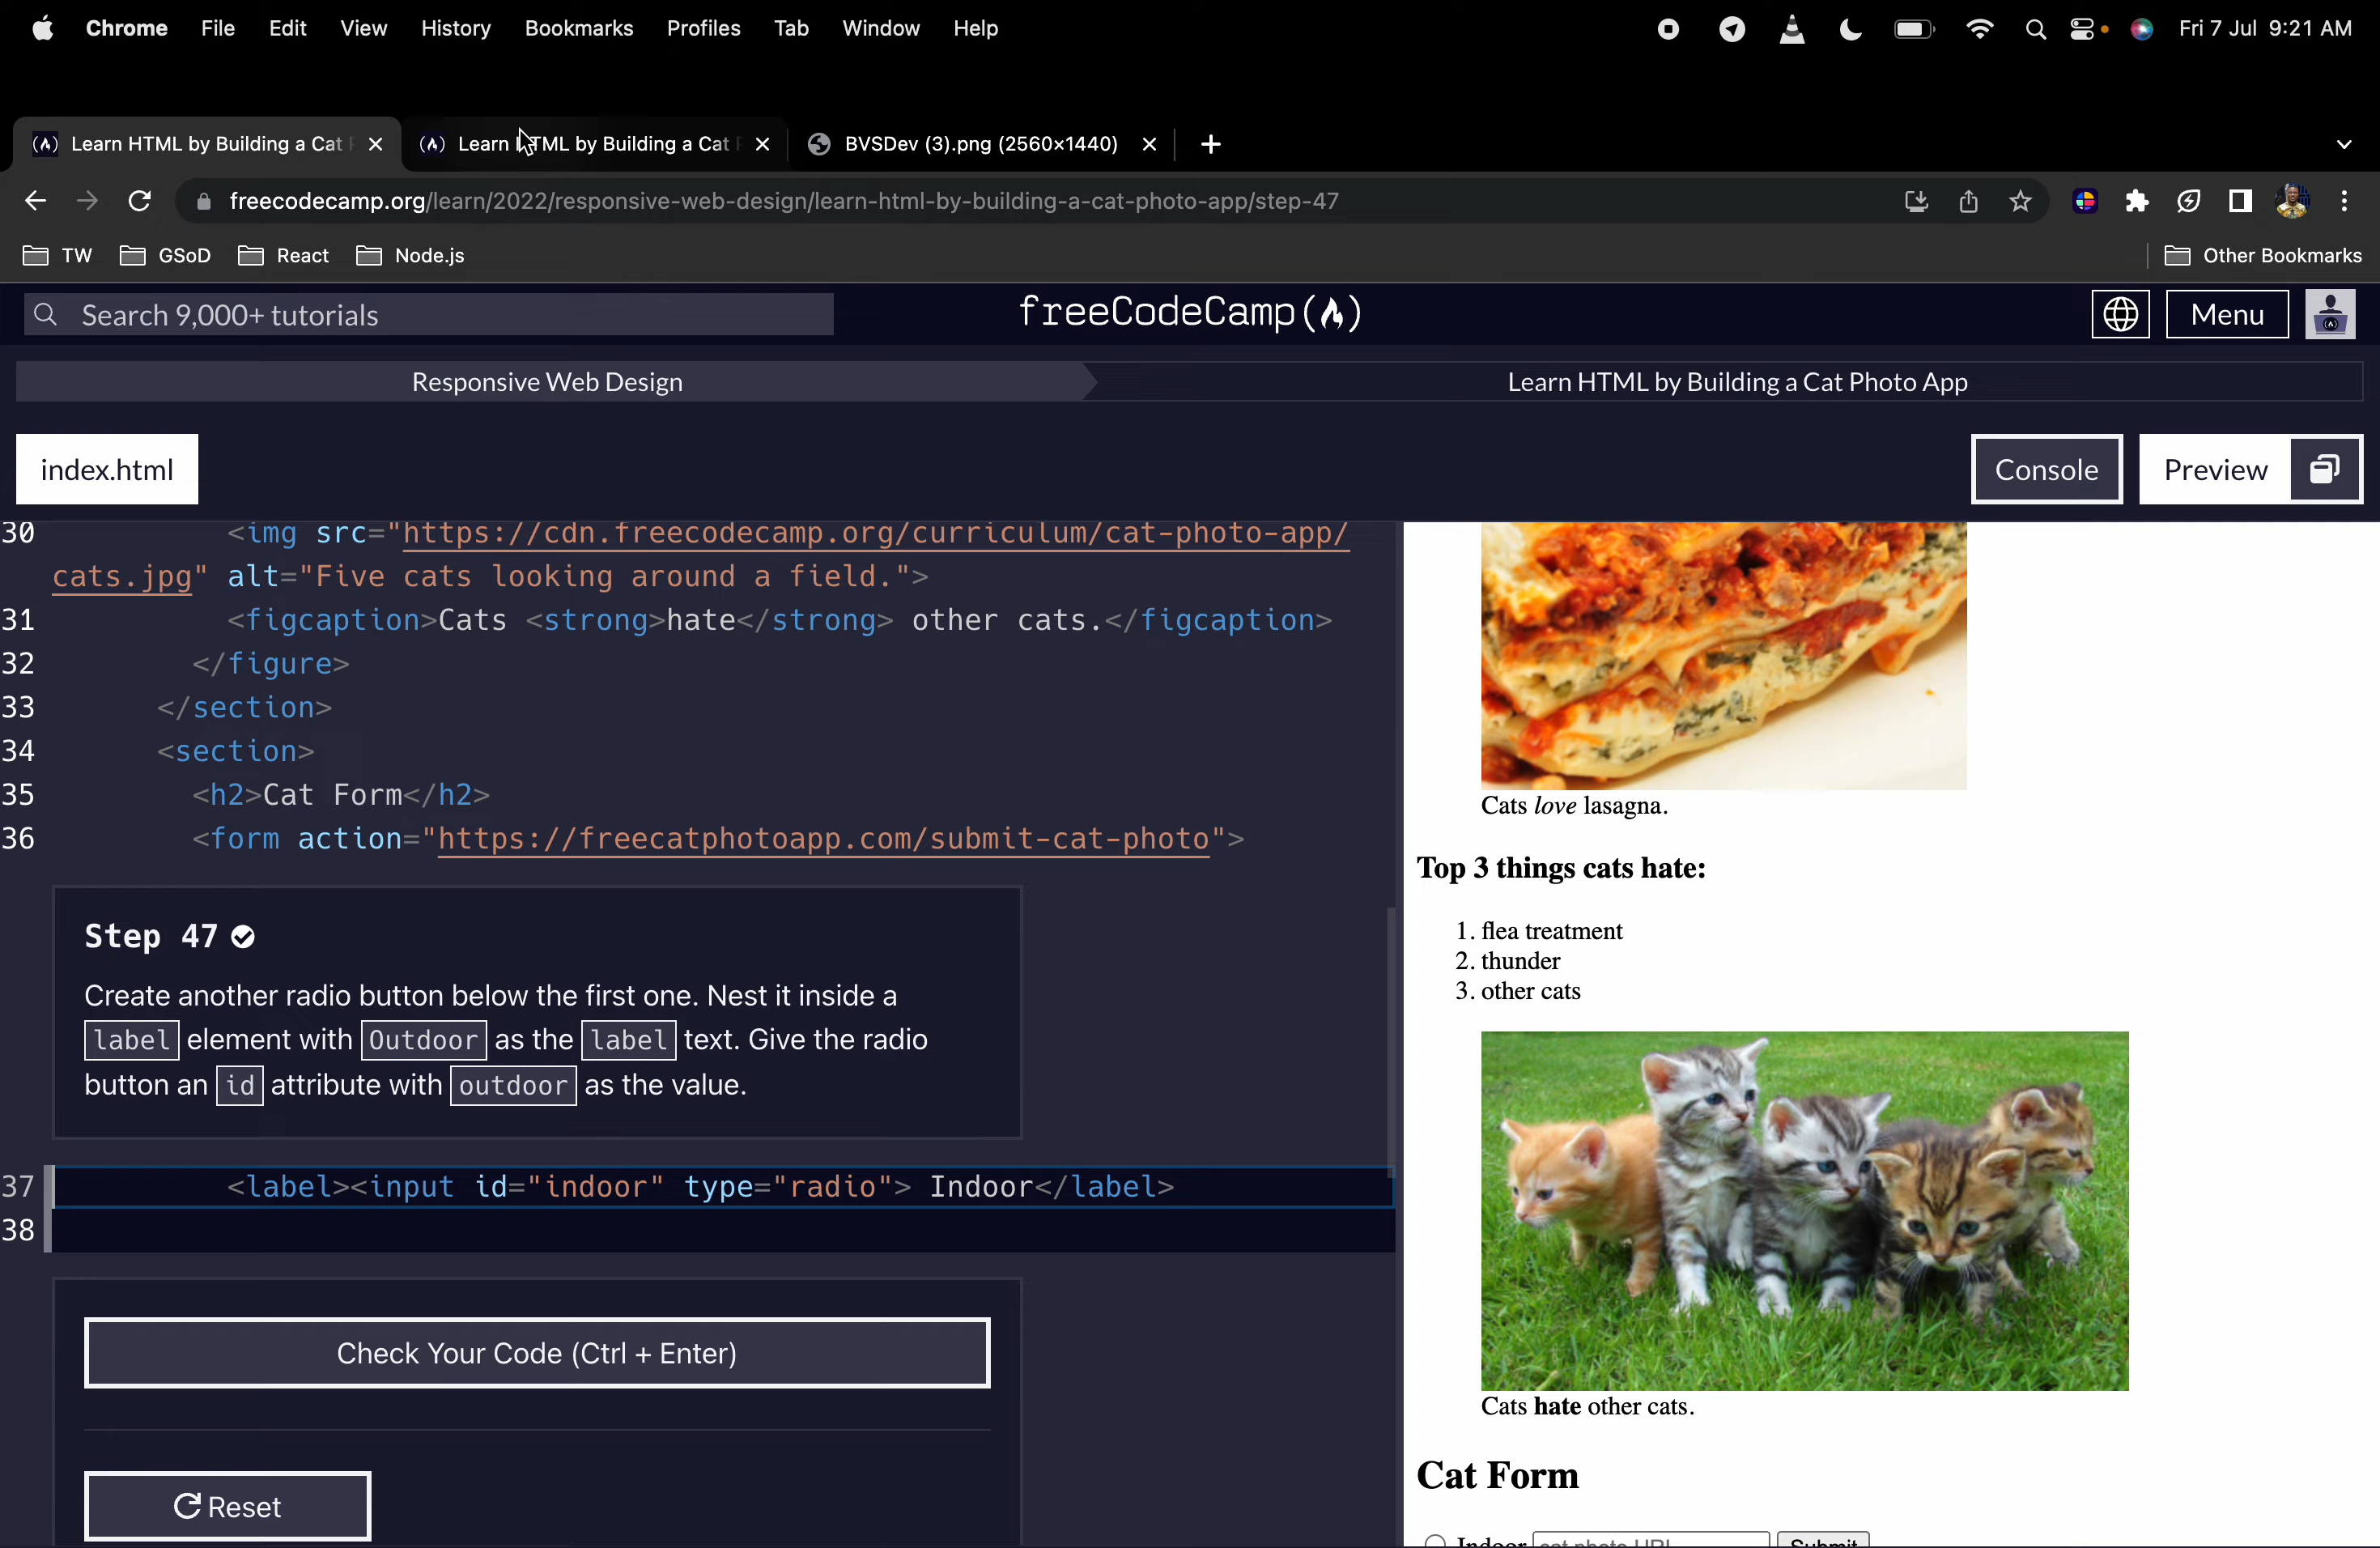 Chrome File Edit View History Bookmarks Profiles Tab Window Help Fri 7 Jul 9:21 AM
Learn HTML by Building a Cat Learn HTML by Building a Cat BVSDev (3).png (2560×1440)
freecodecamp.org/learn/2022/responsive-web-design/learn-html-by-building-a-cat-photo-app/step-47
TW GSoD React Node.js Other Bookmarks
Search 9,000+ tutorials freeCodeCamp(🔥) Menu
Responsive Web Design Learn HTML by Building a Cat Photo App
index.html Console Preview
30 <img src="https://cdn.freecodecamp.org/curriculum/cat-photo-app/
cats.jpg" alt="Five cats looking around a field.">
31 <figcaption>Cats <strong>hate</strong> other cats.</figcaption>
32 </figure>
33 </section>
34 <section>
35 <h2>Cat Form</h2>
36 <form action="https://freecatphotoapp.com/submit-cat-photo">
Step 47
Create another radio button below the first one. Nest it inside a
label element with Outdoor as the label text. Give the radio
button an id attribute with outdoor as the value.
37 <label><input id="indoor" type="radio"> Indoor</label>
38
Check Your Code (Ctrl + Enter)
Reset
Cats love lasagna.
Top 3 things cats hate:
1. flea treatment
2. thunder
3. other cats
Cats hate other cats.
Cat Form
Indoor cat photo URL Submit